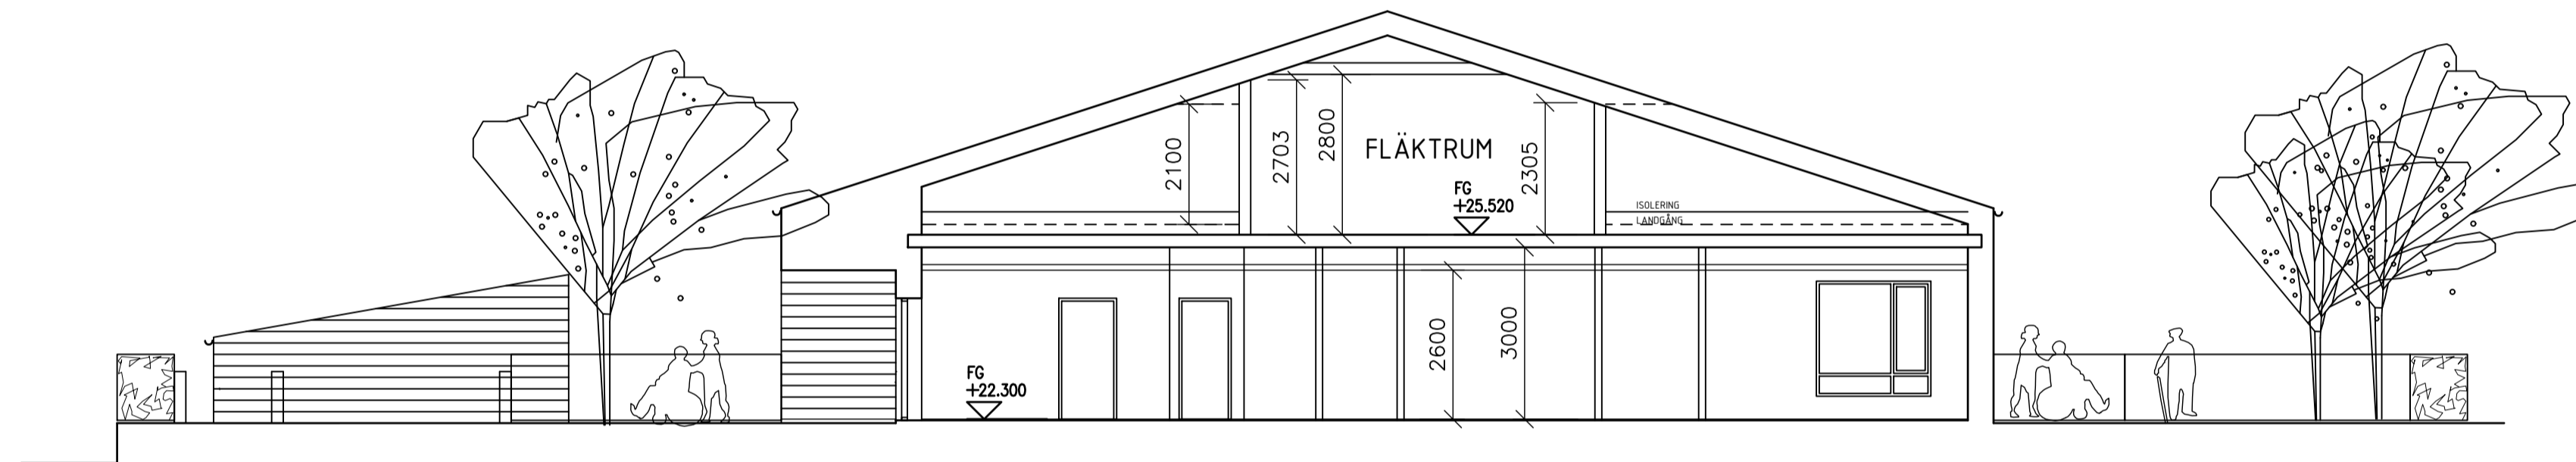 2100
2703
2800
FLÄKTRUM
FG
+25.520
2305
ISOLERING
LANDGÅNG
2600
3000
FG
+22.300